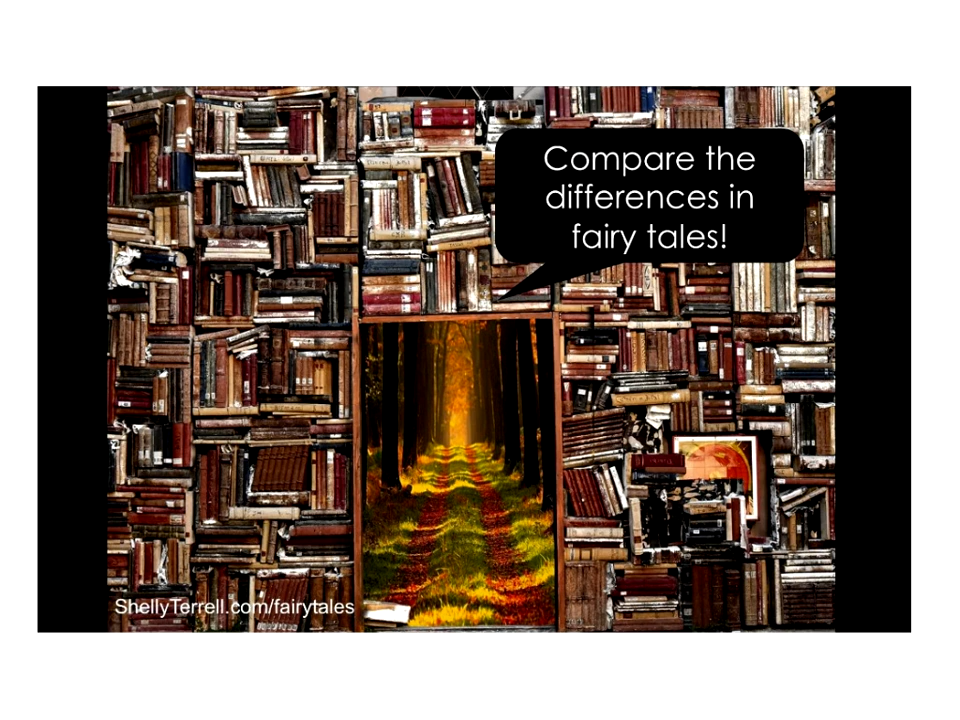 Compare the
differences in
fairy tales!
ShellyTerrell.com/fairytales